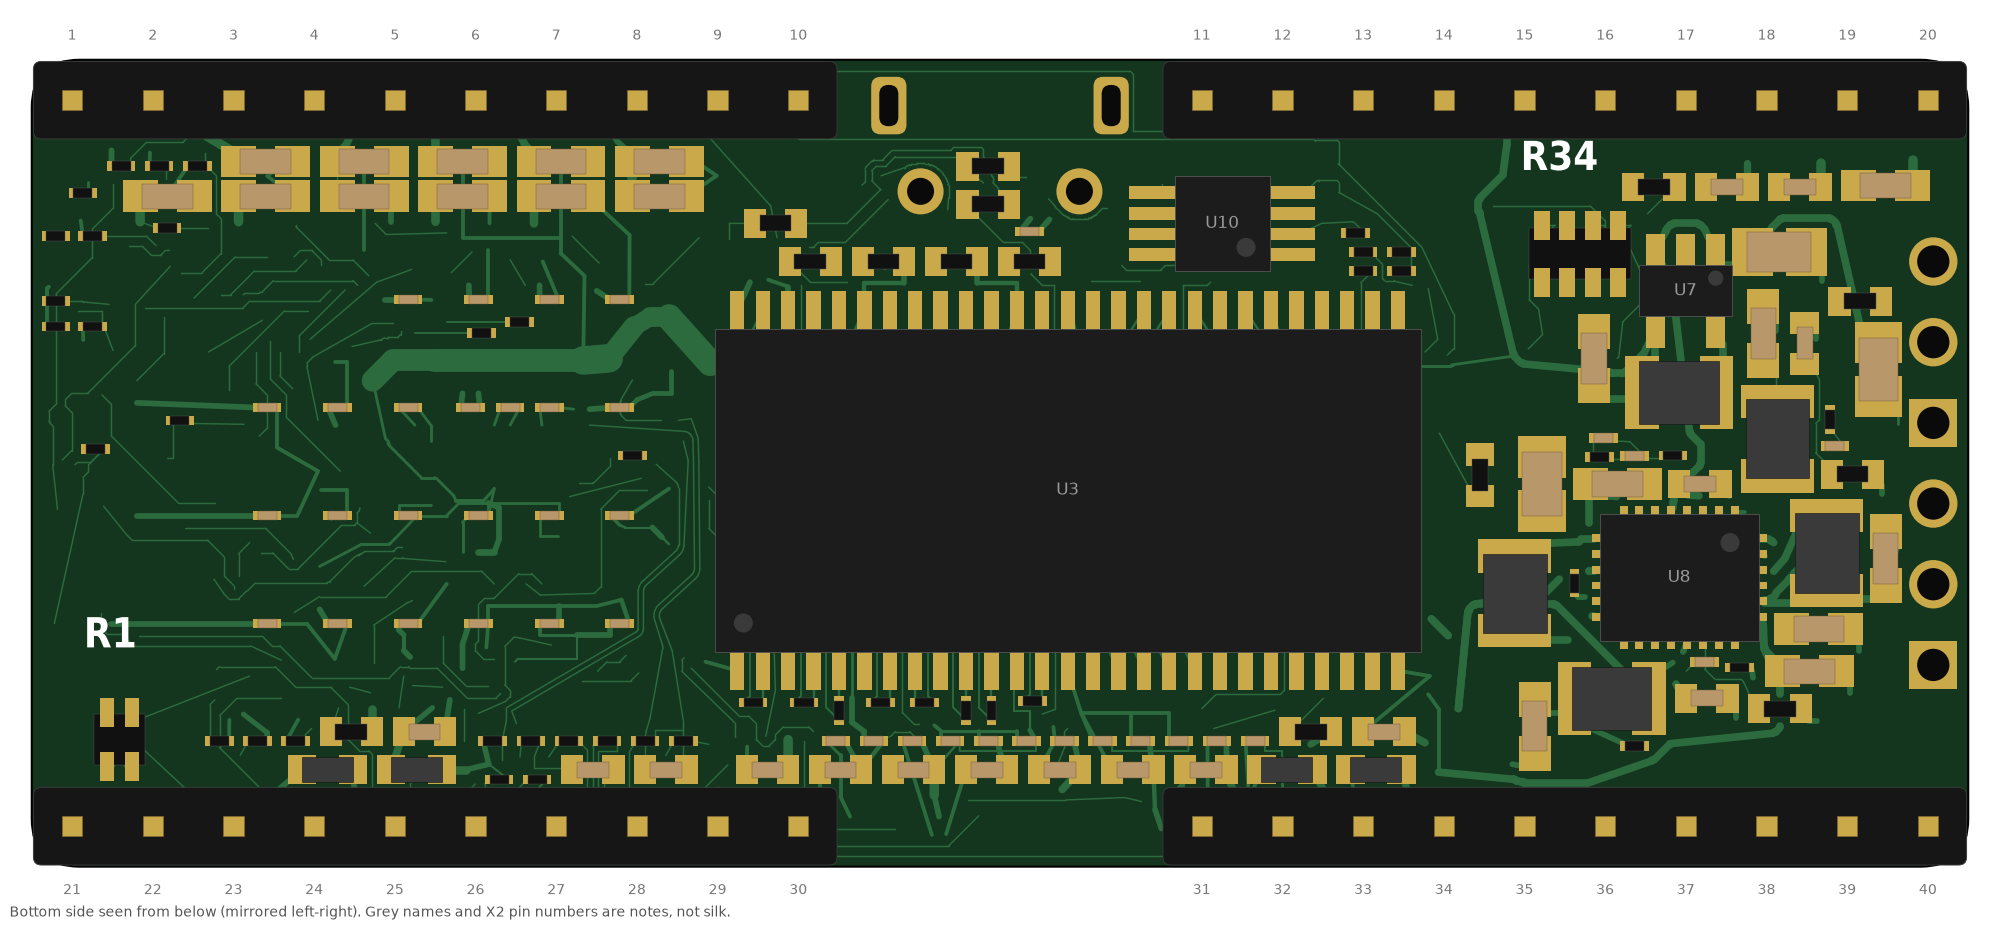 1 2 3 4 5 6 7 8 9 10 11 12 13 14 15 16 17 18 19 20
R34
U10
U7
U3
U8
R1
21 22 23 24 25 26 27 28 29 30 31 32 33 34 35 36 37 38 39 40
Bottom side seen from below (mirrored left-right). Grey names and X2 pin numbers are notes, not silk.